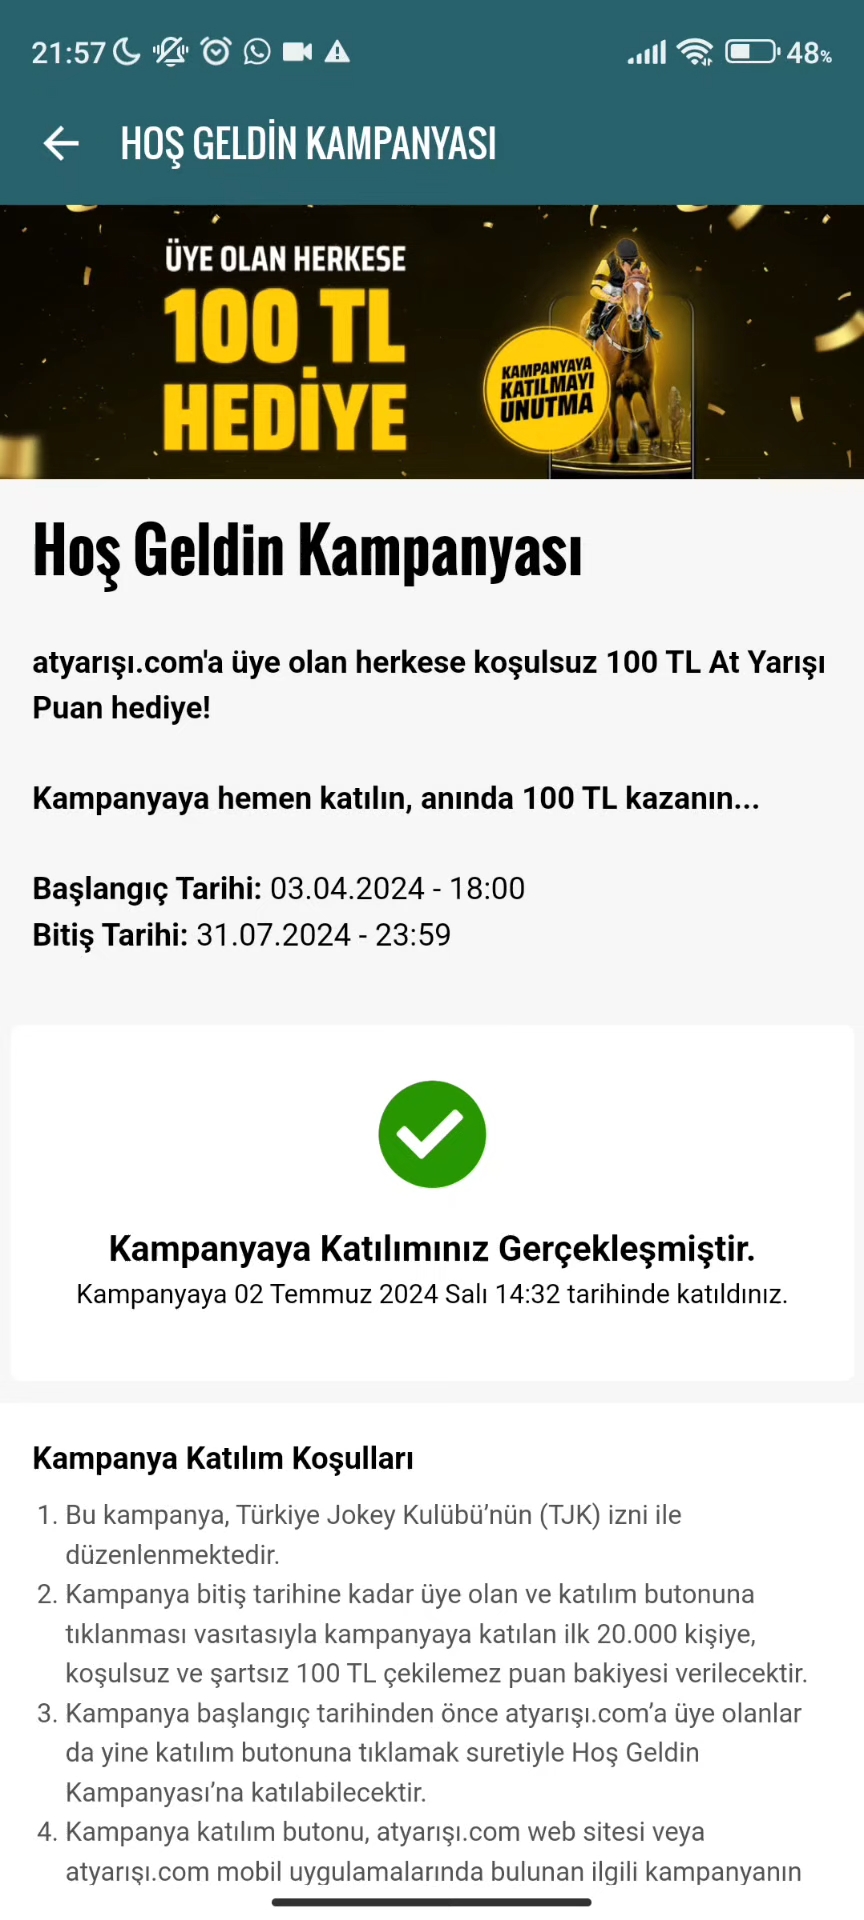 21:57
48%
HOŞ GELDİN KAMPANYASI
ÜYE OLAN HERKESE
100 TL
HEDİYE
KAMPANYAYA
KATILMAYI
UNUTMA
Hoş Geldin Kampanyası
atyarışı.com'a üye olan herkese koşulsuz 100 TL At Yarışı
Puan hediye!
Kampanyaya hemen katılın, anında 100 TL kazanın...
Başlangıç Tarihi: 03.04.2024 - 18:00
Bitiş Tarihi: 31.07.2024 - 23:59
Kampanyaya Katılımınız Gerçekleşmiştir.
Kampanyaya 02 Temmuz 2024 Salı 14:32 tarihinde katıldınız.
Kampanya Katılım Koşulları
1. Bu kampanya, Türkiye Jokey Kulübü’nün (TJK) izni ile
düzenlenmektedir.
2. Kampanya bitiş tarihine kadar üye olan ve katılım butonuna
tıklanması vasıtasıyla kampanyaya katılan ilk 20.000 kişiye,
koşulsuz ve şartsız 100 TL çekilemez puan bakiyesi verilecektir.
3. Kampanya başlangıç tarihinden önce atyarışı.com’a üye olanlar
da yine katılım butonuna tıklamak suretiyle Hoş Geldin
Kampanyası’na katılabilecektir.
4. Kampanya katılım butonu, atyarışı.com web sitesi veya
atyarışı.com mobil uygulamalarında bulunan ilgili kampanyanın